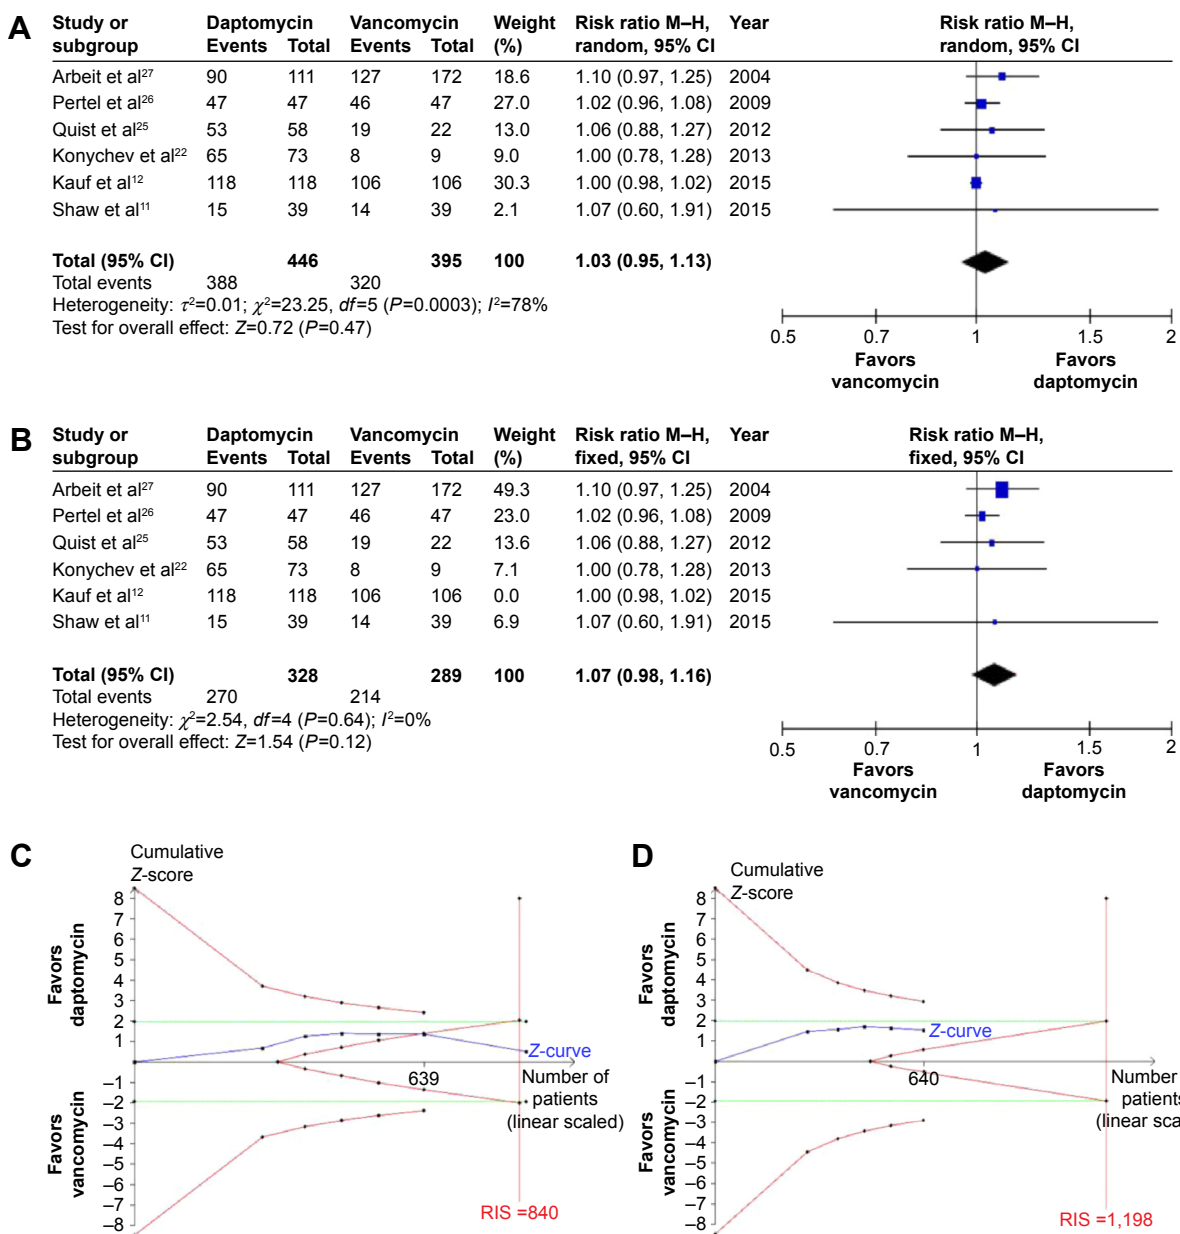 A
Study or subgroup Daptomycin Events Total Vancomycin Events Total Weight (%) Risk ratio M–H, random, 95% CI Year Risk ratio M–H, random, 95% CI
Arbeit et al27 90 111 127 172 18.6 1.10 (0.97, 1.25) 2004
Pertel et al26 47 47 46 47 27.0 1.02 (0.96, 1.08) 2009
Quist et al25 53 58 19 22 13.0 1.06 (0.88, 1.27) 2012
Konychev et al22 65 73 8 9 9.0 1.00 (0.78, 1.28) 2013
Kauf et al12 118 118 106 106 30.3 1.00 (0.98, 1.02) 2015
Shaw et al11 15 39 14 39 2.1 1.07 (0.60, 1.91) 2015
Total (95% CI) 446 395 100 1.03 (0.95, 1.13)
Total events 388 320
Heterogeneity: τ2=0.01; χ2=23.25, df=5 (P=0.0003); I2=78%
Test for overall effect: Z=0.72 (P=0.47)
0.5 0.7 1 1.5 2
Favors vancomycin Favors daptomycin
B
Study or subgroup Daptomycin Events Total Vancomycin Events Total Weight (%) Risk ratio M–H, fixed, 95% CI Year Risk ratio M–H, fixed, 95% CI
Arbeit et al27 90 111 127 172 49.3 1.10 (0.97, 1.25) 2004
Pertel et al26 47 47 46 47 23.0 1.02 (0.96, 1.08) 2009
Quist et al25 53 58 19 22 13.6 1.06 (0.88, 1.27) 2012
Konychev et al22 65 73 8 9 7.1 1.00 (0.78, 1.28) 2013
Kauf et al12 118 118 106 106 0.0 1.00 (0.98, 1.02) 2015
Shaw et al11 15 39 14 39 6.9 1.07 (0.60, 1.91) 2015
Total (95% CI) 328 289 100 1.07 (0.98, 1.16)
Total events 270 214
Heterogeneity: χ2=2.54, df=4 (P=0.64); I2=0%
Test for overall effect: Z=1.54 (P=0.12)
0.5 0.7 1 1.5 2
Favors vancomycin Favors daptomycin
C
Cumulative
Z-score
Favors daptomycin
Favors vancomycin
8
7
6
5
4
3
2
1
–1
–2
–3
–4
–5
–6
–7
–8
Z-curve
639
Number of
patients
(linear scaled)
RIS =840
D
Cumulative
Z-score
Favors daptomycin
Favors vancomycin
8
7
6
5
4
3
2
1
–1
–2
–3
–4
–5
–6
–7
–8
Z-curve
640
Number
patients
(linear sca
RIS =1,198